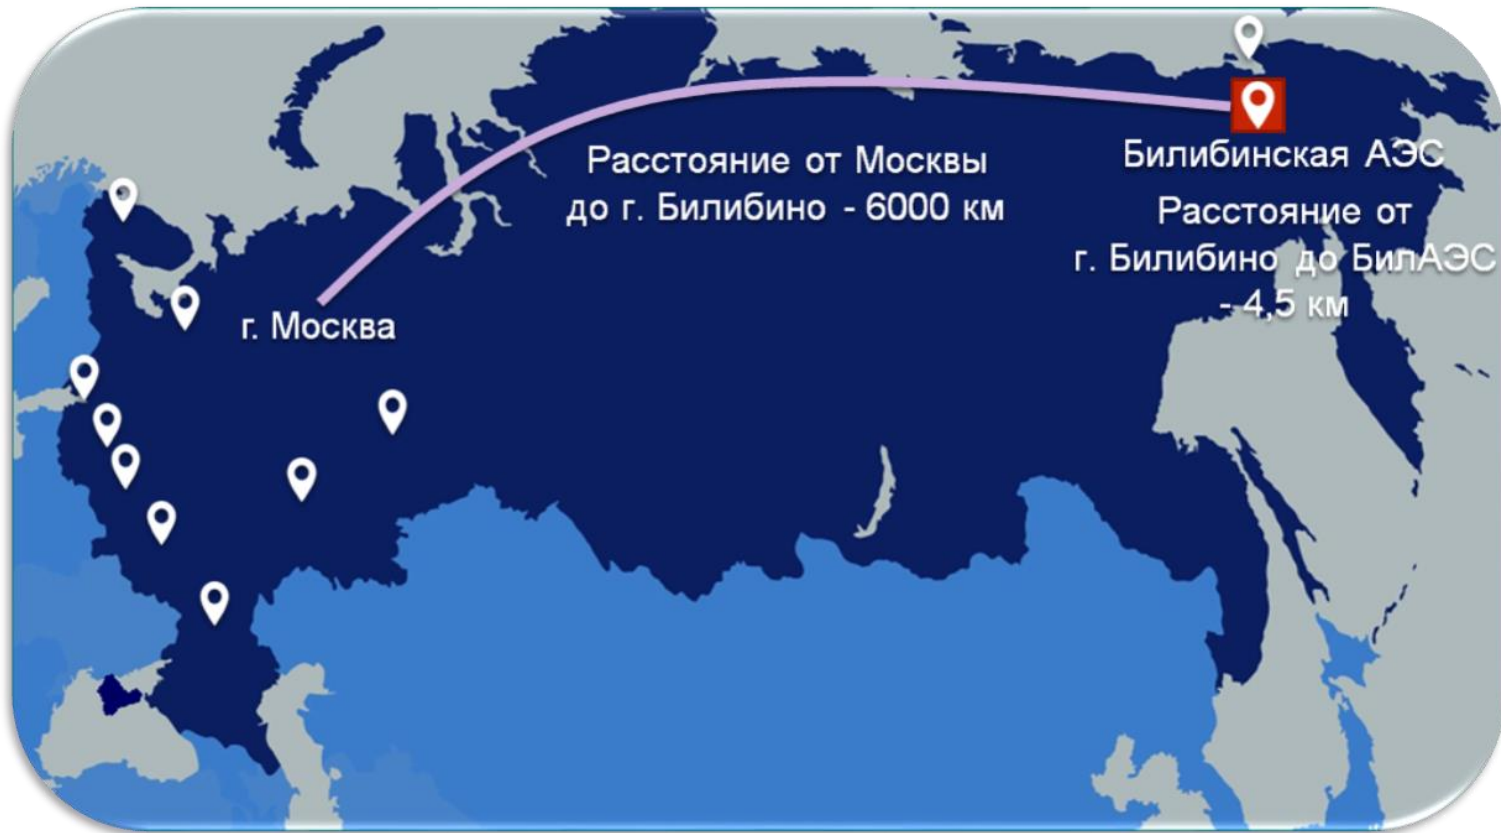 Расстояние от Москвы
до г. Билибино - 6000 км
Билибинская АЭС
Расстояние от
г. Билибино до БилАЭС
- 4,5 км
г. Москва